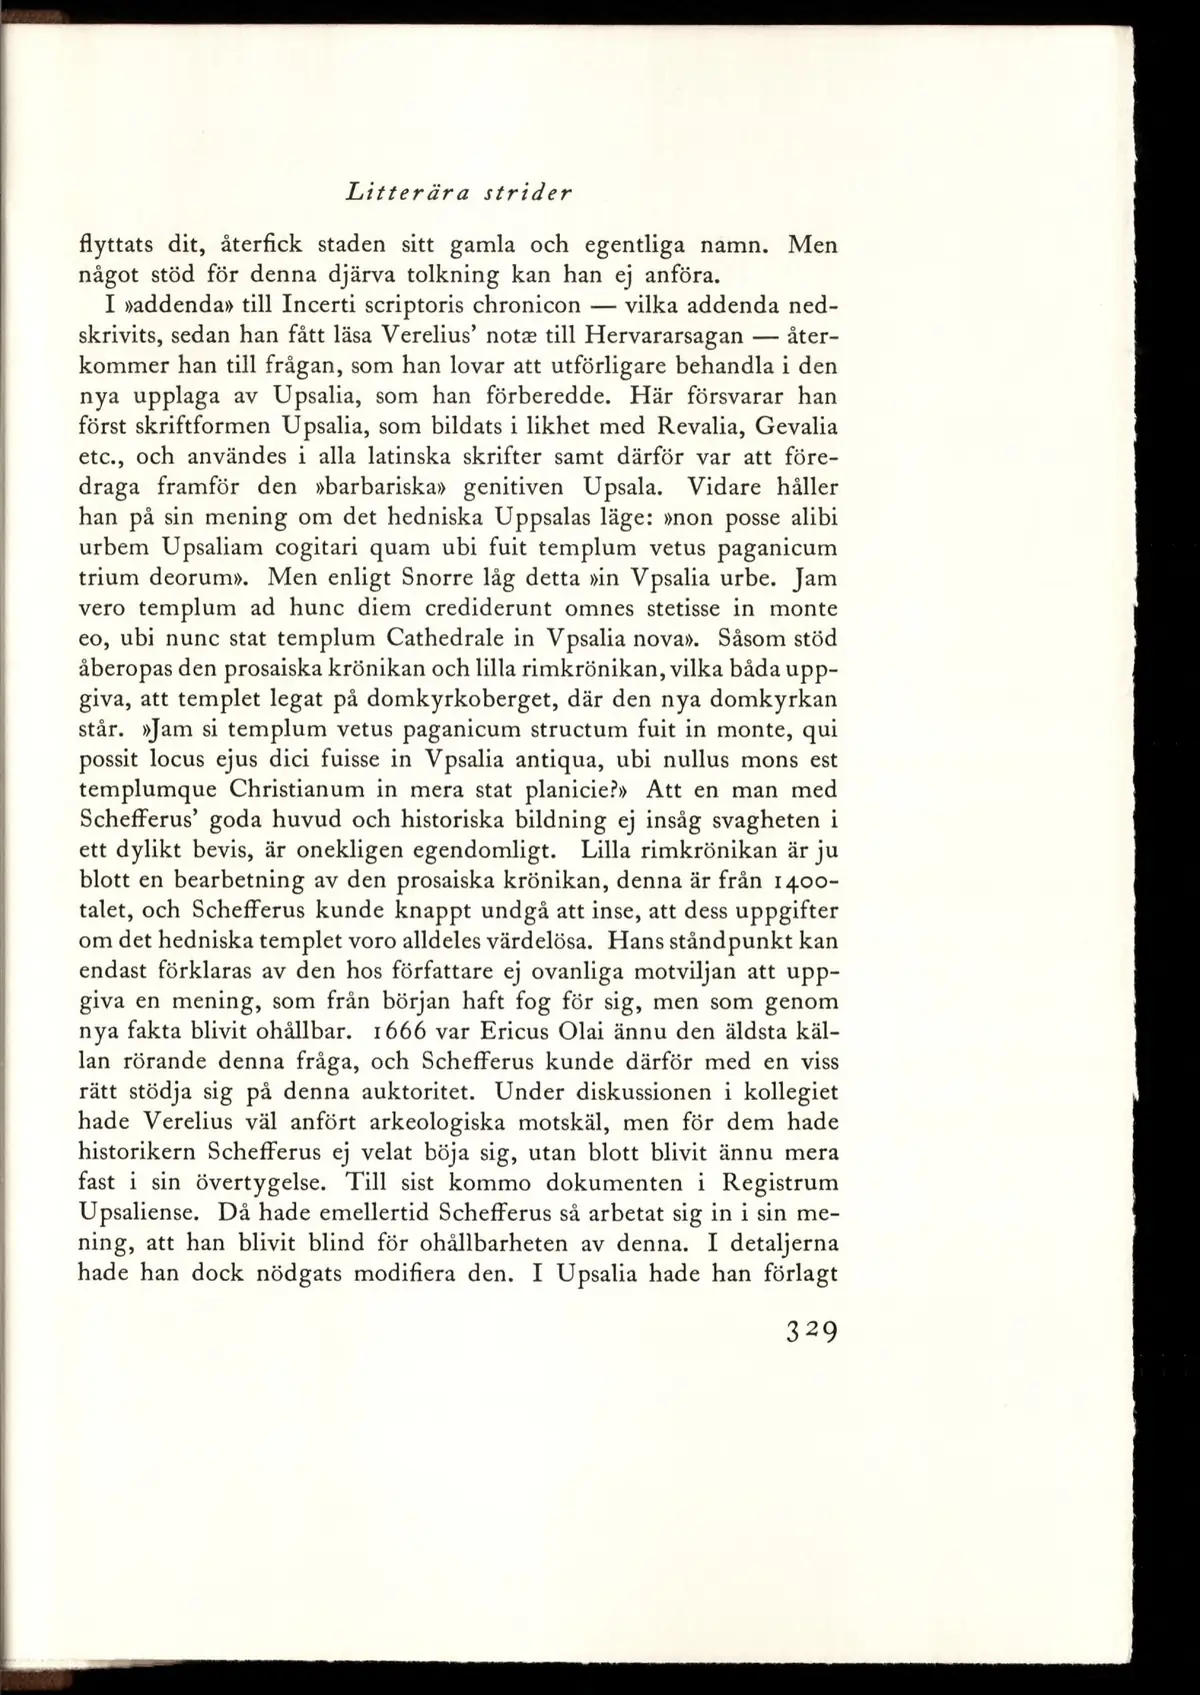 Litterära strider
flyttats dit, återfick staden sitt gamla och egentliga namn. Men
något stöd för denna djärva tolkning kan han ej anföra.
I »addenda» till Incerti scriptoris chronicon — vilka addenda ned-
skrivits, sedan han fått läsa Verelius’ notæ till Hervararsagan — åter-
kommer han till frågan, som han lovar att utförligare behandla i den
nya upplaga av Upsalia, som han förberedde. Här försvarar han
först skriftformen Upsalia, som bildats i likhet med Revalia, Gevalia
etc., och användes i alla latinska skrifter samt därför var att före-
draga framför den »barbariska» genitiven Upsala. Vidare håller
han på sin mening om det hedniska Uppsalas läge: »non posse alibi
urbem Upsaliam cogitari quam ubi fuit templum vetus paganicum
trium deorum». Men enligt Snorre låg detta »in Vpsalia urbe. Jam
vero templum ad hunc diem crediderunt omnes stetisse in monte
eo, ubi nunc stat templum Cathedrale in Vpsalia nova». Såsom stöd
åberopas den prosaiska krönikan och lilla rimkrönikan, vilka båda upp-
giva, att templet legat på domkyrkoberget, där den nya domkyrkan
står. »Jam si templum vetus paganicum structum fuit in monte, qui
possit locus ejus dici fuisse in Vpsalia antiqua, ubi nullus mons est
templumque Christianum in mera stat planicie?» Att en man med
Schefferus’ goda huvud och historiska bildning ej insåg svagheten i
ett dylikt bevis, är onekligen egendomligt. Lilla rimkrönikan är ju
blott en bearbetning av den prosaiska krönikan, denna är från 1400-
talet, och Schefferus kunde knappt undgå att inse, att dess uppgifter
om det hedniska templet voro alldeles värdelösa. Hans ståndpunkt kan
endast förklaras av den hos författare ej ovanliga motviljan att upp-
giva en mening, som från början haft fog för sig, men som genom
nya fakta blivit ohållbar. 1666 var Ericus Olai ännu den äldsta käl-
lan rörande denna fråga, och Schefferus kunde därför med en viss
rätt stödja sig på denna auktoritet. Under diskussionen i kollegiet
hade Verelius väl anfört arkeologiska motskäl, men för dem hade
historikern Schefferus ej velat böja sig, utan blott blivit ännu mera
fast i sin övertygelse. Till sist kommo dokumenten i Registrum
Upsaliense. Då hade emellertid Schefferus så arbetat sig in i sin me-
ning, att han blivit blind för ohållbarheten av denna. I detaljerna
hade han dock nödgats modifiera den. I Upsalia hade han förlagt
329